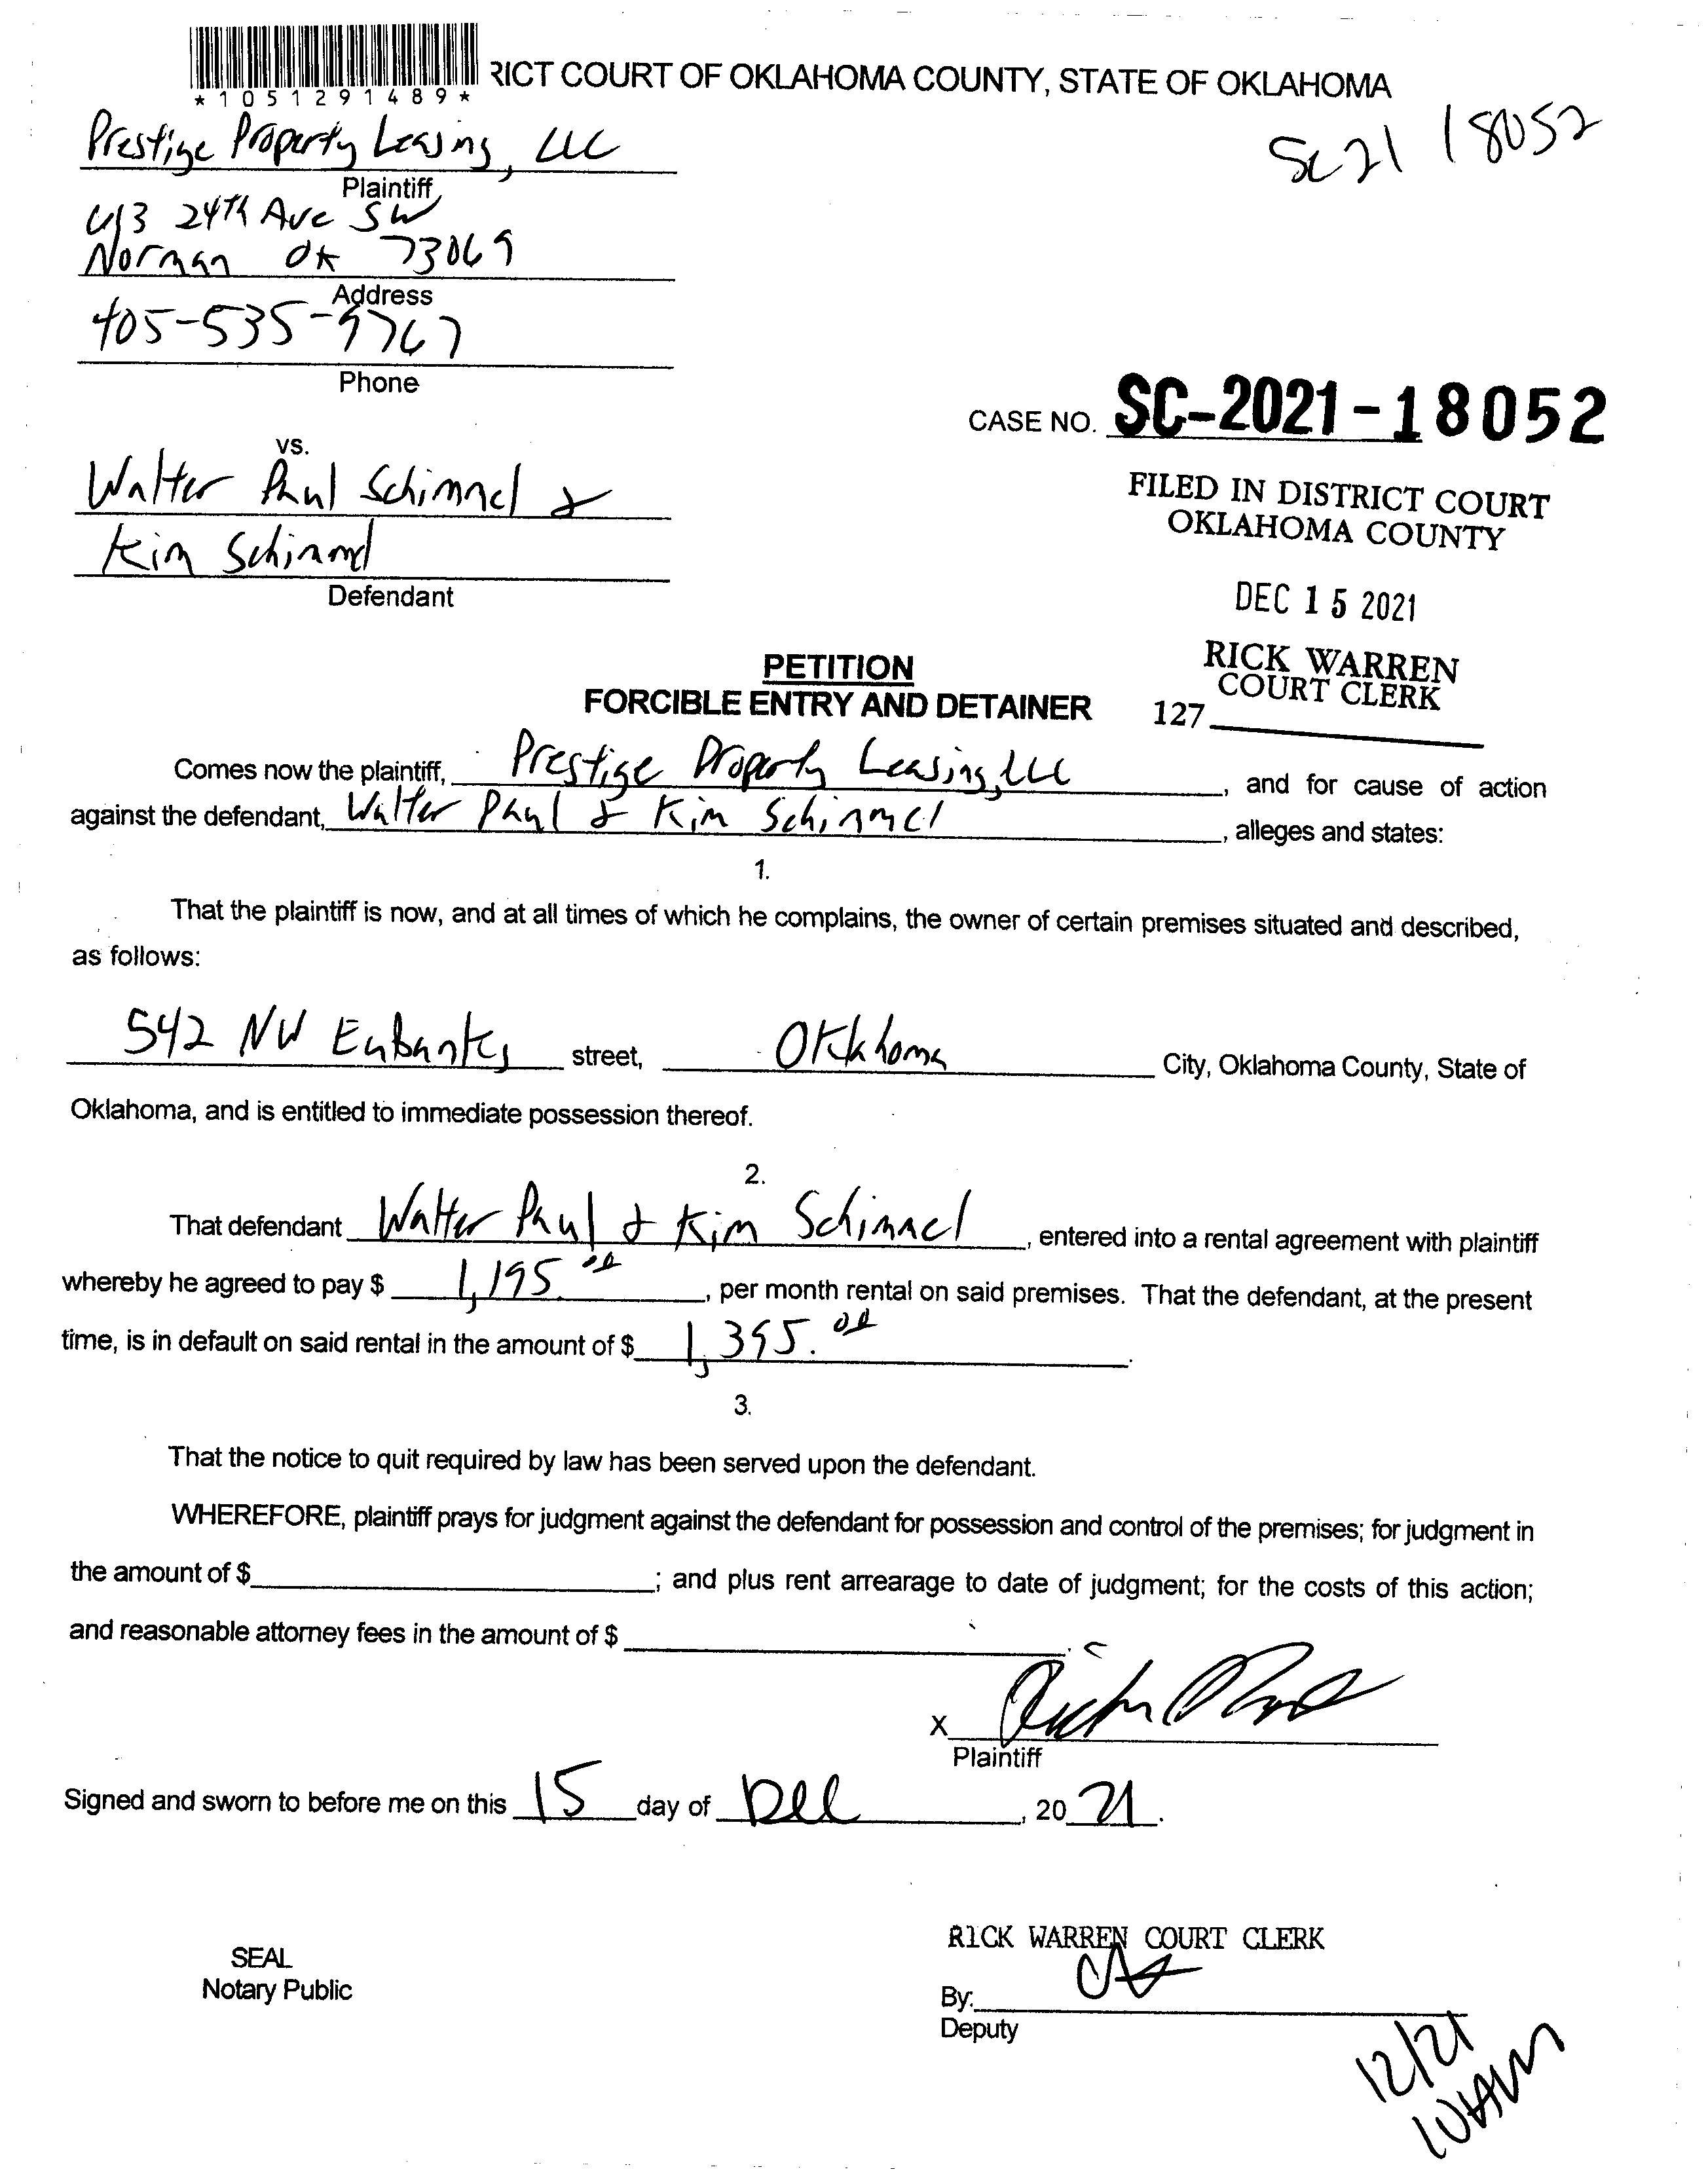 *1051291489*
RICT COURT OF OKLAHOMA COUNTY, STATE OF OKLAHOMA
SC21 18052
Prestige Property Leasing, LLC
Plaintiff
24th Ave SW
Norman OK 73069
Address
405-535-9767
Phone
CASE NO. SC-2021-18052
vs.
Walter Paul Schimmel &
Kim Schimmel
Defendant
FILED IN DISTRICT COURT
OKLAHOMA COUNTY
DEC 15 2021
RICK WARREN
COURT CLERK
127
PETITION
FORCIBLE ENTRY AND DETAINER
Comes now the plaintiff, Prestige Property Leasing, LLC, and for cause of action
against the defendant, Walter Paul & Kim Schimmel, alleges and states:
1.
That the plaintiff is now, and at all times of which he complains, the owner of certain premises situated and described,
as follows:
542 NW Eubanks street, Oklahoma City, Oklahoma County, State of
Oklahoma, and is entitled to immediate possession thereof.
2.
That defendant Walter Paul & Kim Schimmel, entered into a rental agreement with plaintiff
whereby he agreed to pay $ 1,195.00, per month rental on said premises. That the defendant, at the present
time, is in default on said rental in the amount of $ 1,395.00.
3.
That the notice to quit required by law has been served upon the defendant.
WHEREFORE, plaintiff prays for judgment against the defendant for possession and control of the premises; for judgment in
the amount of $ ; and plus rent arrearage to date of judgment; for the costs of this action;
and reasonable attorney fees in the amount of $ .
X
Plaintiff
Signed and sworn to before me on this 15 day of Dec, 20 21.
SEAL
Notary Public
RICK WARREN COURT CLERK
By:
Deputy
12/21
10AM